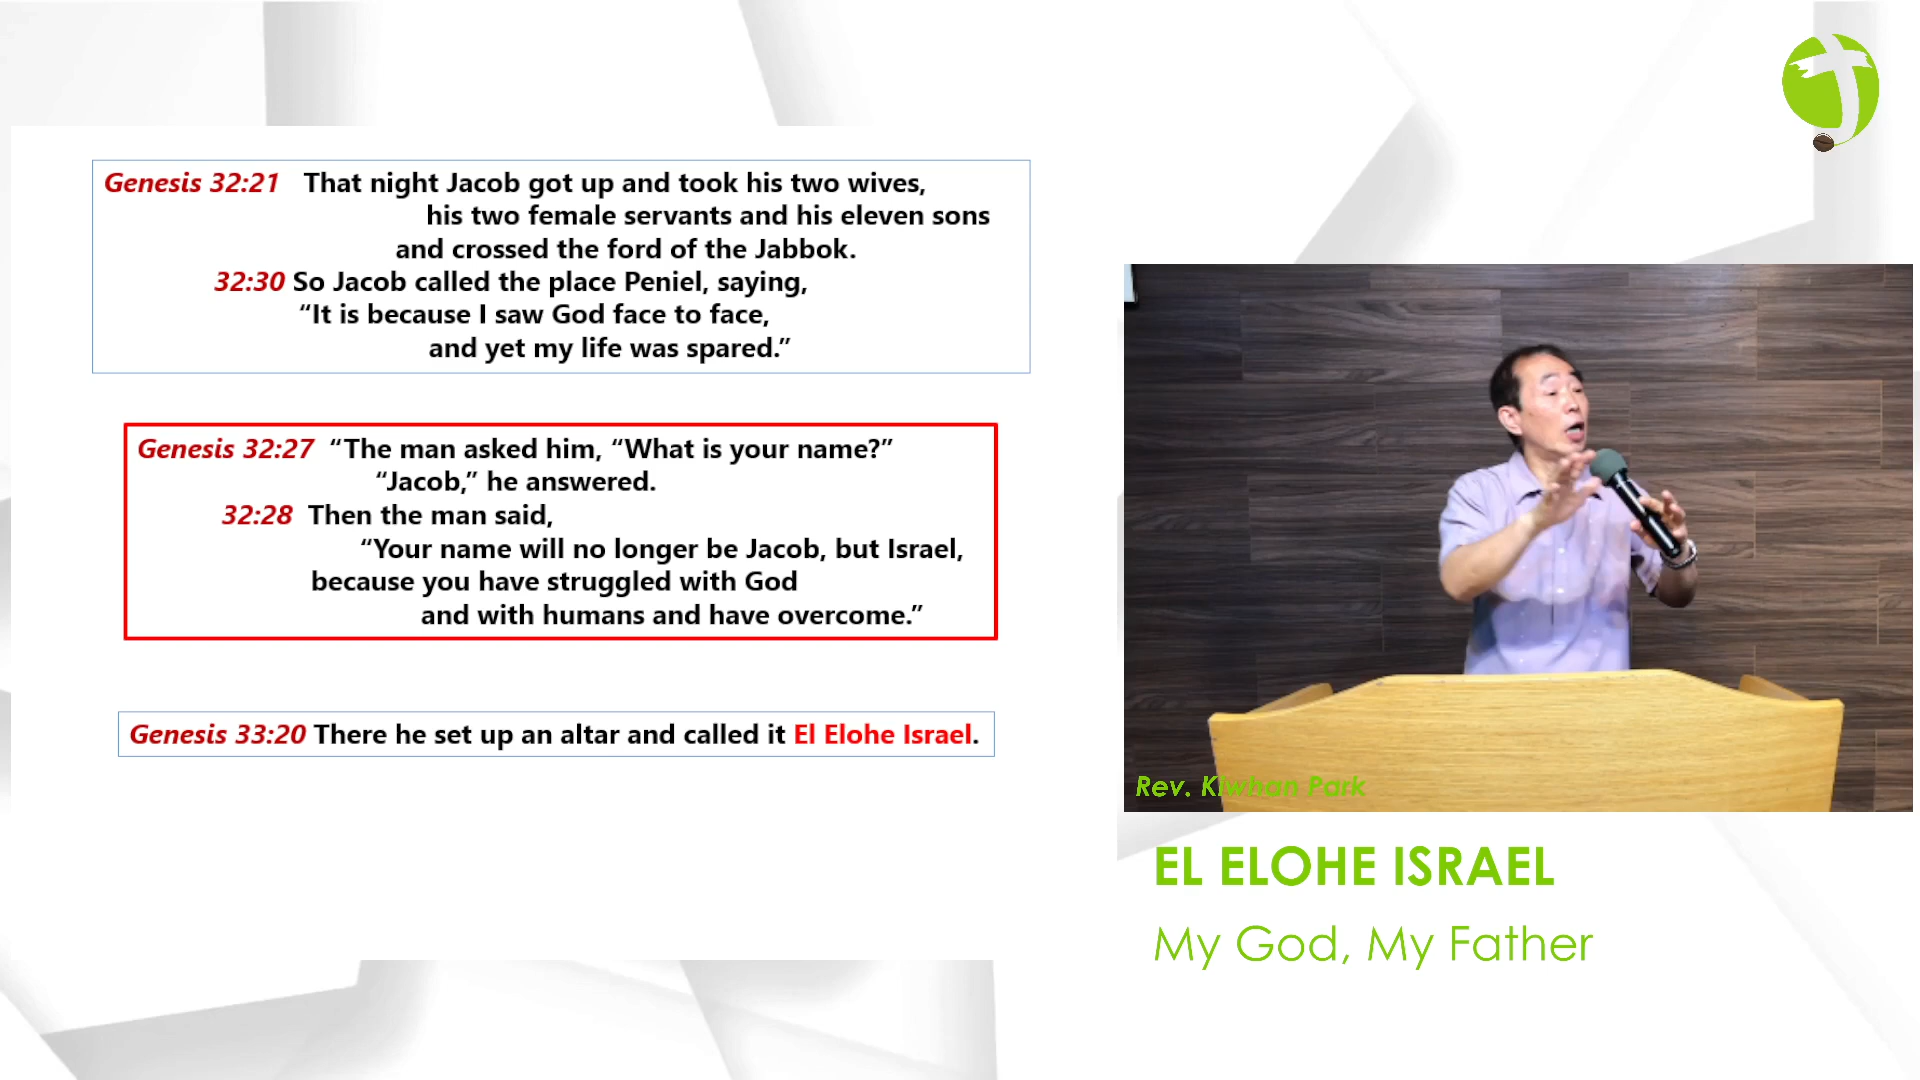 Genesis 32:21 That night Jacob got up and took his two wives,
his two female servants and his eleven sons
and crossed the ford of the Jabbok.
32:30 So Jacob called the place Peniel, saying,
“It is because I saw God face to face,
and yet my life was spared.”
Genesis 32:27 “The man asked him, “What is your name?”
“Jacob,” he answered.
32:28 Then the man said,
“Your name will no longer be Jacob, but Israel,
because you have struggled with God
and with humans and have overcome.”
Genesis 33:20 There he set up an altar and called it El Elohe Israel.
Rev. Kiwhan Park
EL ELOHE ISRAEL
My God, My Father